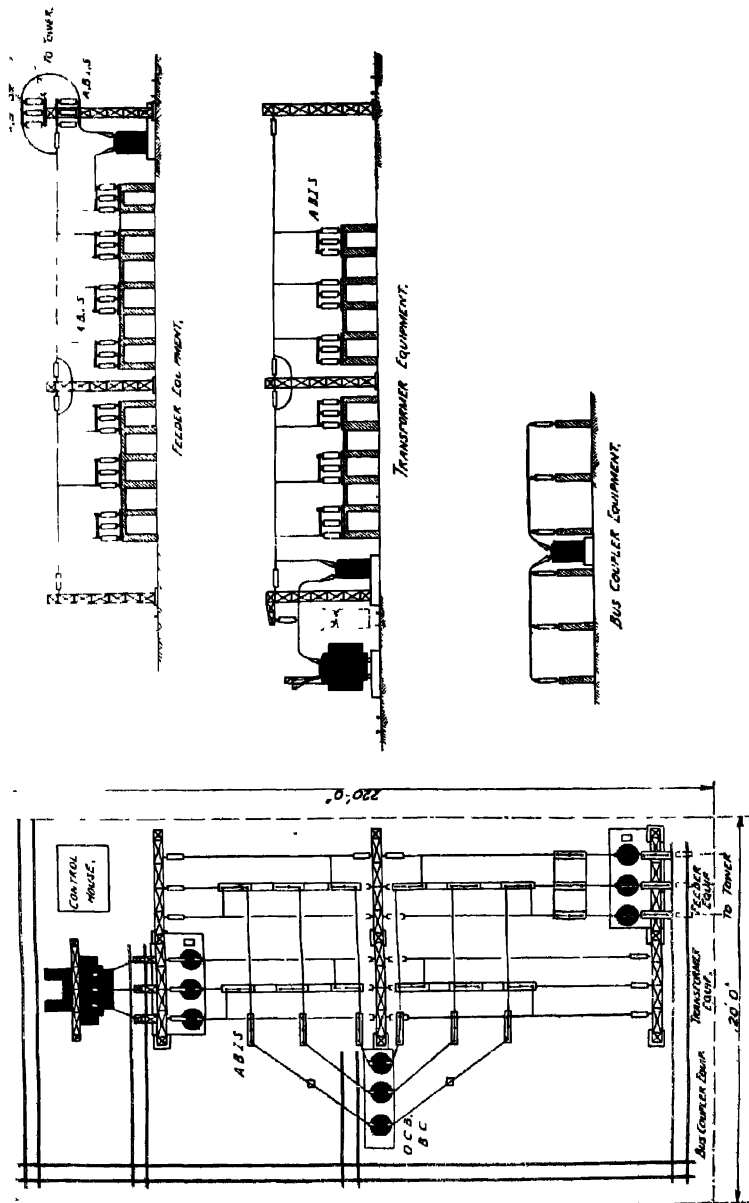 TO TOWER.
A.B.I.S
A.B.I.S
FEEDER EQUIPMENT.
A B I S
TRANSFORMER EQUIPMENT.
BUS COUPLER EQUIPMENT.
220'-0"
CONTROL
HOUSE.
A B I S
O.C.B.
B C
FEEDER
EQUIP
TO TOWER
TRANSFORMER
EQUIP.
BUS COUPLER EQUIP.
20' 0"